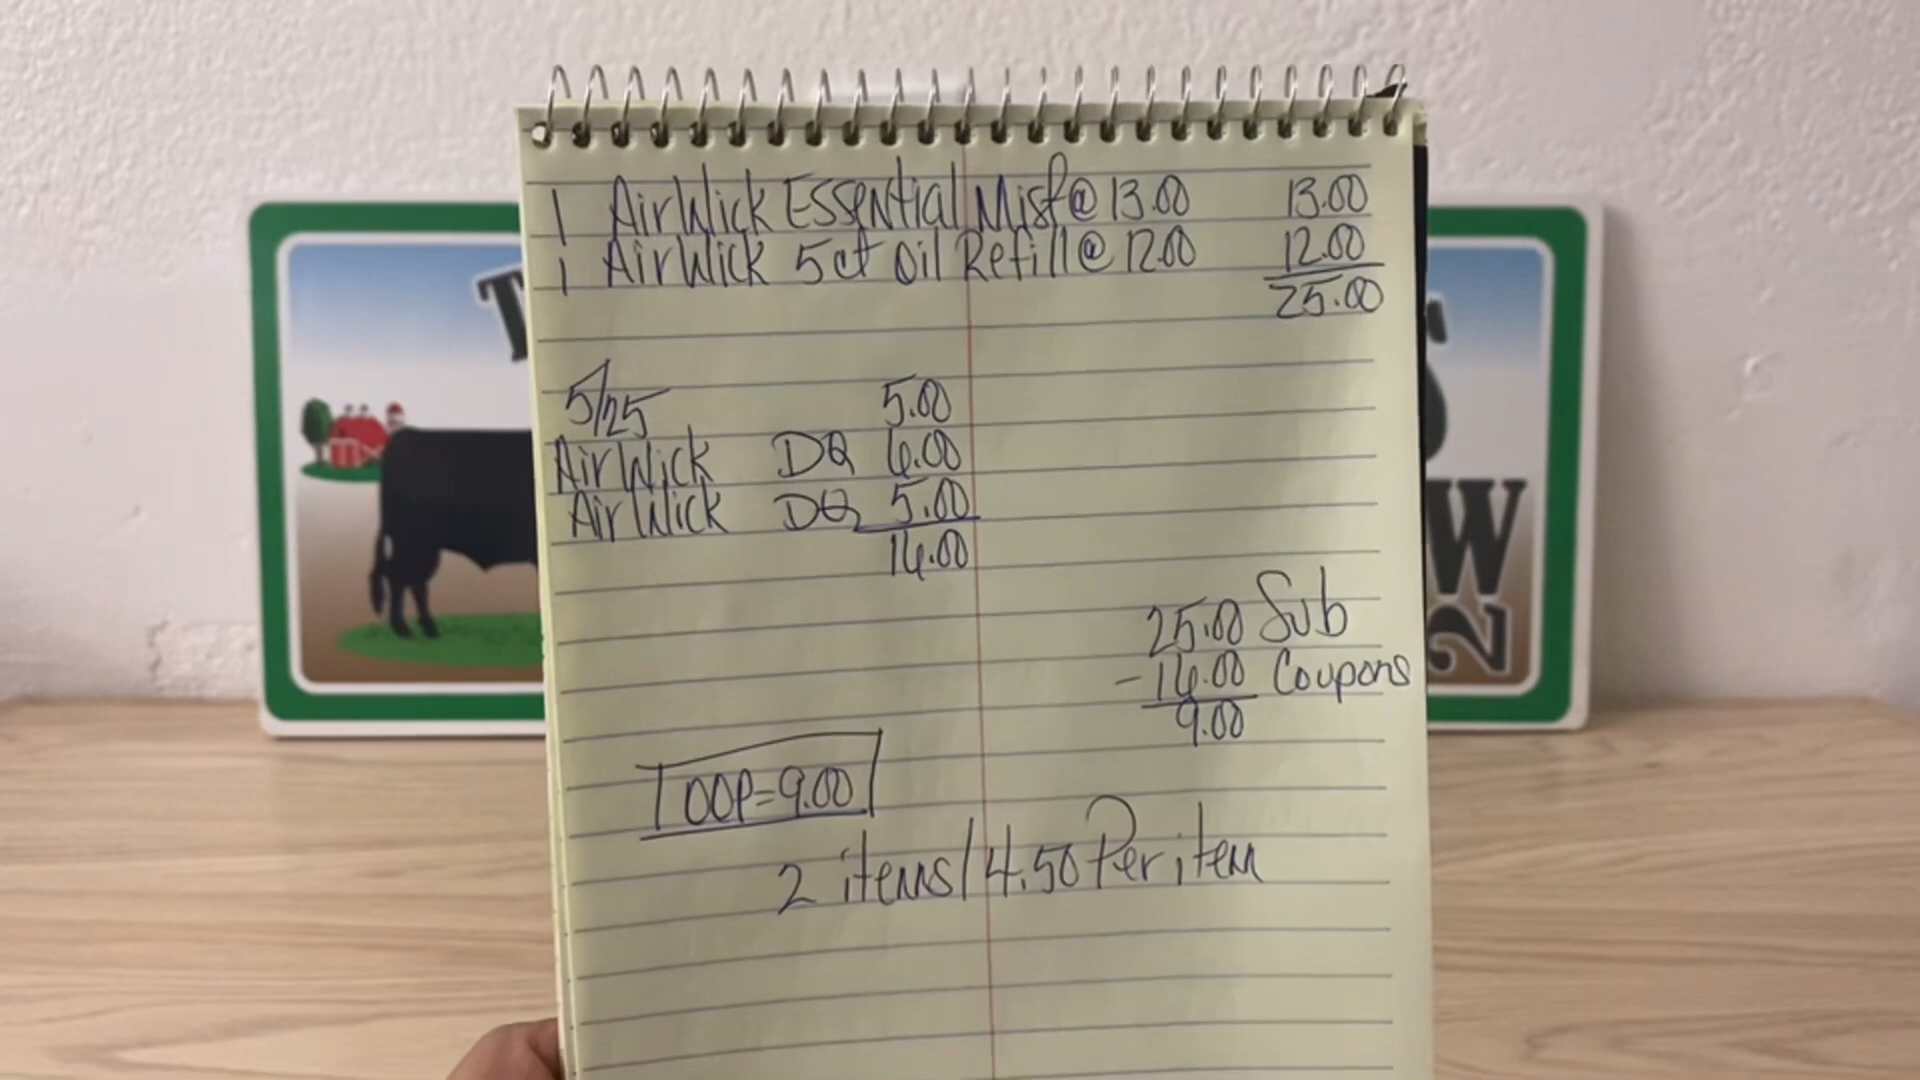 1 AirWick Essential Mist @ 13.00 13.00
1 AirWick 5ct Oil Refill @ 12.00 12.00
25.00
5/25 5.00
AirWick DQ 6.00
AirWick DQ 5.00
16.00
25.00 Sub
- 16.00 Coupons
9.00
OOP=9.00
2 items/4.50 Per item
T
S
W
2